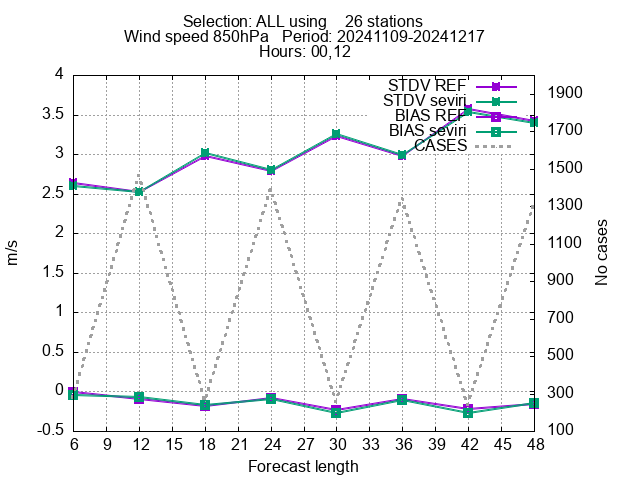 Selection: ALL using    26 stations
Wind speed 850hPa   Period: 20241109-20241217
Hours: 00,12
STDV REF
STDV seviri
BIAS REF
BIAS seviri
CASES
4
3.5
3
2.5
2
1.5
1
0.5
0
-0.5
m/s
1900
1700
1500
1300
1100
900
700
500
300
100
No cases
6 9 12 15 18 21 24 27 30 33 36 39 42 45 48
Forecast length